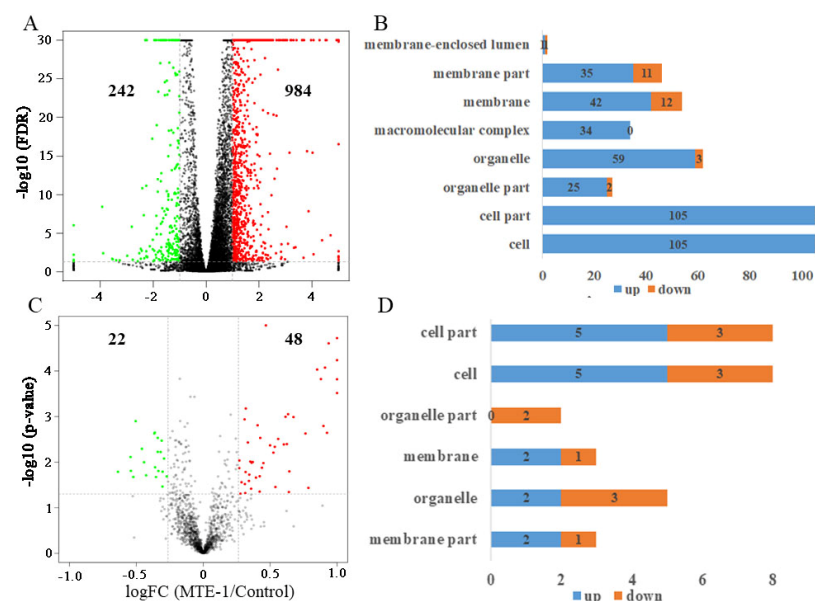 A
-log10 (FDR)
30
25
20
15
10
5
0
242
984
-4
-2
0
2
4
B
membrane-enclosed lumen
1
1
membrane part
35
11
membrane
42
12
macromolecular complex
34
0
organelle
59
3
organelle part
25
2
cell part
105
cell
105
0
20
40
60
80
100
up
down
C
-log10 (p-value)
5
4
3
2
1
0
22
48
-1.0
-0.5
0
0.5
1.0
logFC (MTE-1/Control)
D
cell part
5
3
cell
5
3
organelle part
0
2
membrane
2
1
organelle
2
3
membrane part
2
1
0
2
4
6
8
up
down